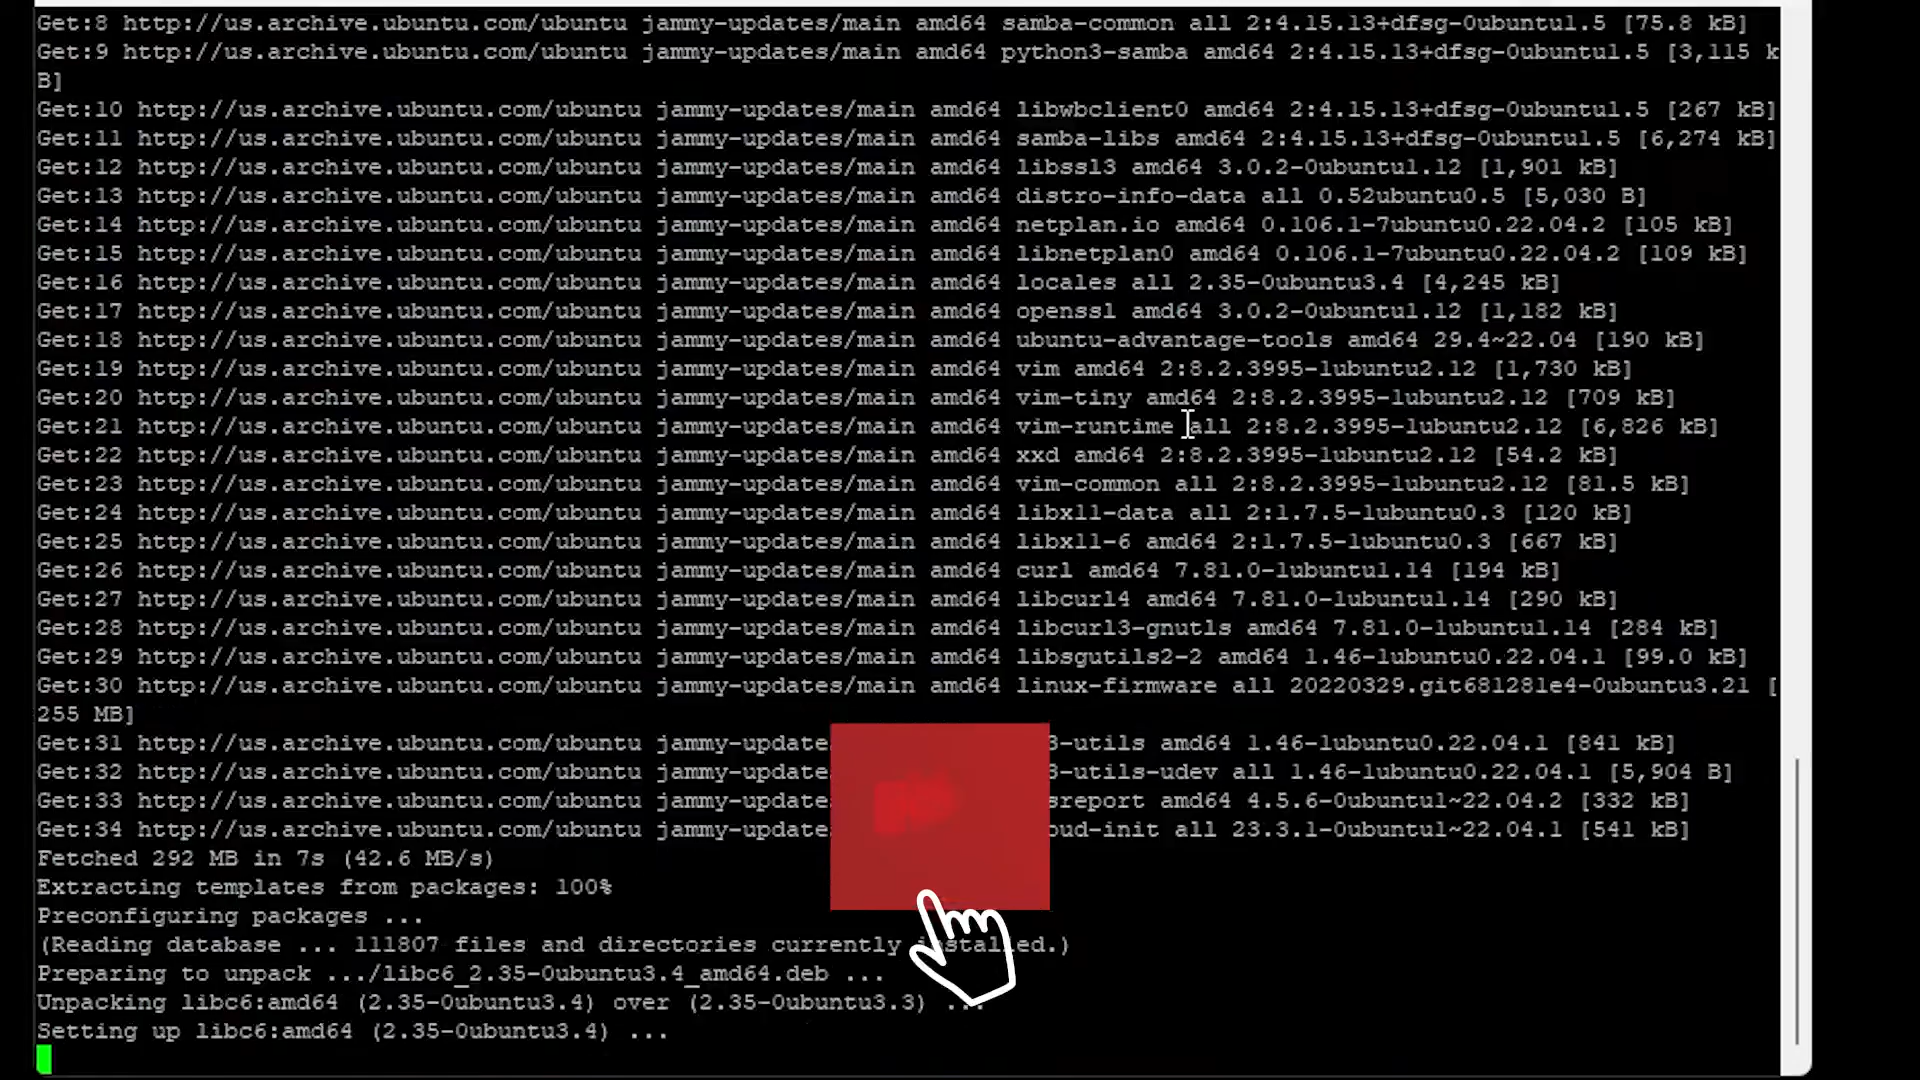 Get:8 http://us.archive.ubuntu.com/ubuntu jammy-updates/main amd64 samba-common all 2:4.15.13+dfsg-0ubuntu1.5 [75.8 kB]
Get:9 http://us.archive.ubuntu.com/ubuntu jammy-updates/main amd64 python3-samba amd64 2:4.15.13+dfsg-0ubuntu1.5 [3,115 k
B]
Get:10 http://us.archive.ubuntu.com/ubuntu jammy-updates/main amd64 libwbclient0 amd64 2:4.15.13+dfsg-0ubuntu1.5 [267 kB]
Get:11 http://us.archive.ubuntu.com/ubuntu jammy-updates/main amd64 samba-libs amd64 2:4.15.13+dfsg-0ubuntu1.5 [6,274 kB]
Get:12 http://us.archive.ubuntu.com/ubuntu jammy-updates/main amd64 libssl3 amd64 3.0.2-0ubuntu1.12 [1,901 kB]
Get:13 http://us.archive.ubuntu.com/ubuntu jammy-updates/main amd64 distro-info-data all 0.52ubuntu0.5 [5,030 B]
Get:14 http://us.archive.ubuntu.com/ubuntu jammy-updates/main amd64 netplan.io amd64 0.106.1-7ubuntu0.22.04.2 [105 kB]
Get:15 http://us.archive.ubuntu.com/ubuntu jammy-updates/main amd64 libnetplan0 amd64 0.106.1-7ubuntu0.22.04.2 [109 kB]
Get:16 http://us.archive.ubuntu.com/ubuntu jammy-updates/main amd64 locales all 2.35-0ubuntu3.4 [4,245 kB]
Get:17 http://us.archive.ubuntu.com/ubuntu jammy-updates/main amd64 openssl amd64 3.0.2-0ubuntu1.12 [1,182 kB]
Get:18 http://us.archive.ubuntu.com/ubuntu jammy-updates/main amd64 ubuntu-advantage-tools amd64 29.4~22.04 [190 kB]
Get:19 http://us.archive.ubuntu.com/ubuntu jammy-updates/main amd64 vim amd64 2:8.2.3995-1ubuntu2.12 [1,730 kB]
Get:20 http://us.archive.ubuntu.com/ubuntu jammy-updates/main amd64 vim-tiny amd64 2:8.2.3995-1ubuntu2.12 [709 kB]
Get:21 http://us.archive.ubuntu.com/ubuntu jammy-updates/main amd64 vim-runtime all 2:8.2.3995-1ubuntu2.12 [6,826 kB]
Get:22 http://us.archive.ubuntu.com/ubuntu jammy-updates/main amd64 xxd amd64 2:8.2.3995-1ubuntu2.12 [54.2 kB]
Get:23 http://us.archive.ubuntu.com/ubuntu jammy-updates/main amd64 vim-common all 2:8.2.3995-1ubuntu2.12 [81.5 kB]
Get:24 http://us.archive.ubuntu.com/ubuntu jammy-updates/main amd64 libx11-data all 2:1.7.5-1ubuntu0.3 [120 kB]
Get:25 http://us.archive.ubuntu.com/ubuntu jammy-updates/main amd64 libx11-6 amd64 2:1.7.5-1ubuntu0.3 [667 kB]
Get:26 http://us.archive.ubuntu.com/ubuntu jammy-updates/main amd64 curl amd64 7.81.0-1ubuntu1.14 [194 kB]
Get:27 http://us.archive.ubuntu.com/ubuntu jammy-updates/main amd64 libcurl4 amd64 7.81.0-1ubuntu1.14 [290 kB]
Get:28 http://us.archive.ubuntu.com/ubuntu jammy-updates/main amd64 libcurl3-gnutls amd64 7.81.0-1ubuntu1.14 [284 kB]
Get:29 http://us.archive.ubuntu.com/ubuntu jammy-updates/main amd64 libsgutils2-2 amd64 1.46-1ubuntu0.22.04.1 [99.0 kB]
Get:30 http://us.archive.ubuntu.com/ubuntu jammy-updates/main amd64 linux-firmware all 20220329.git681281e4-0ubuntu3.21 [
255 MB]
Get:31 http://us.archive.ubuntu.com/ubuntu jammy-update 3-utils amd64 1.46-1ubuntu0.22.04.1 [841 kB]
Get:32 http://us.archive.ubuntu.com/ubuntu jammy-update 3-utils-udev all 1.46-1ubuntu0.22.04.1 [5,904 B]
Get:33 http://us.archive.ubuntu.com/ubuntu jammy-update sreport amd64 4.5.6-0ubuntu1~22.04.2 [332 kB]
Get:34 http://us.archive.ubuntu.com/ubuntu jammy-update oud-init all 23.3.1-0ubuntu1~22.04.1 [541 kB]
Fetched 292 MB in 7s (42.6 MB/s)
Extracting templates from packages: 100%
Preconfiguring packages ...
(Reading database ... 111807 files and directories currently installed.)
Preparing to unpack .../libc6_2.35-0ubuntu3.4_amd64.deb ...
Unpacking libc6:amd64 (2.35-0ubuntu3.4) over (2.35-0ubuntu3.3) ...
Setting up libc6:amd64 (2.35-0ubuntu3.4) ...